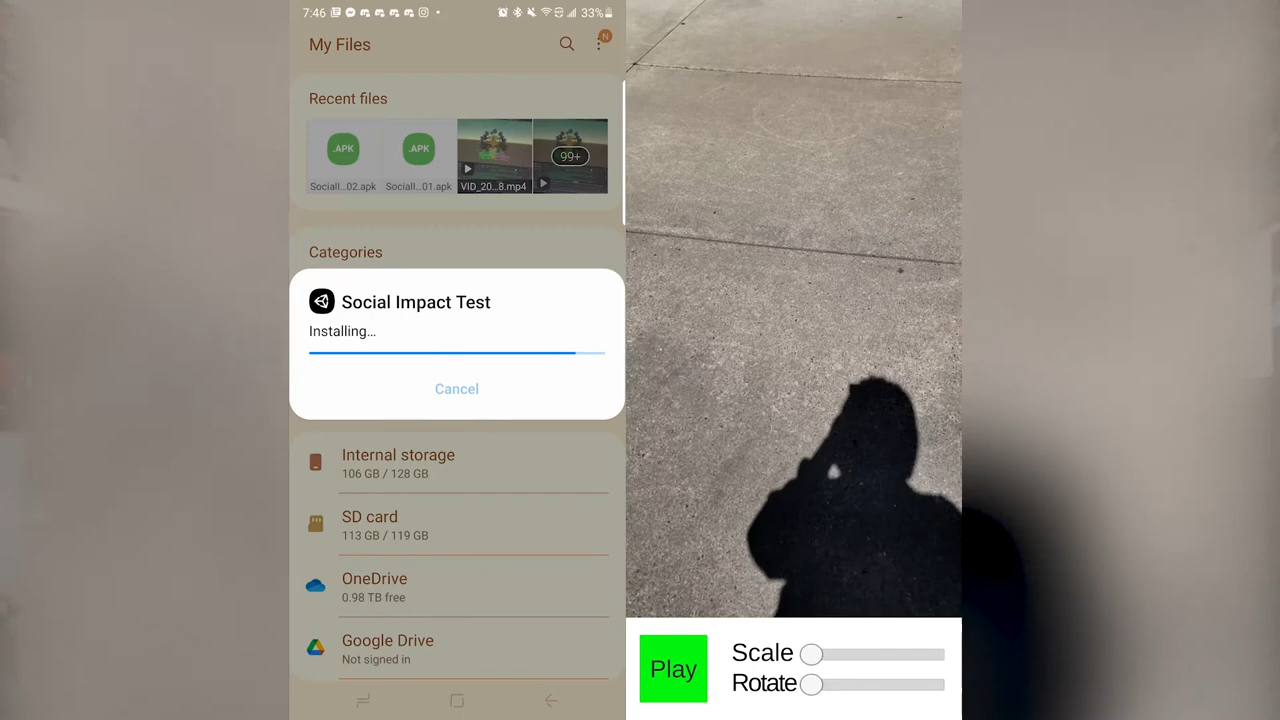 7:46
33%
My Files
N
Recent files
.APK
.APK
99+
Sociall...02.apk
Sociall...01.apk
VID_20...8.mp4
Categories
Social Impact Test
Installing...
Cancel
Internal storage
106 GB / 128 GB
SD card
113 GB / 119 GB
OneDrive
0.98 TB free
Google Drive
Not signed in
Play
Scale
Rotate